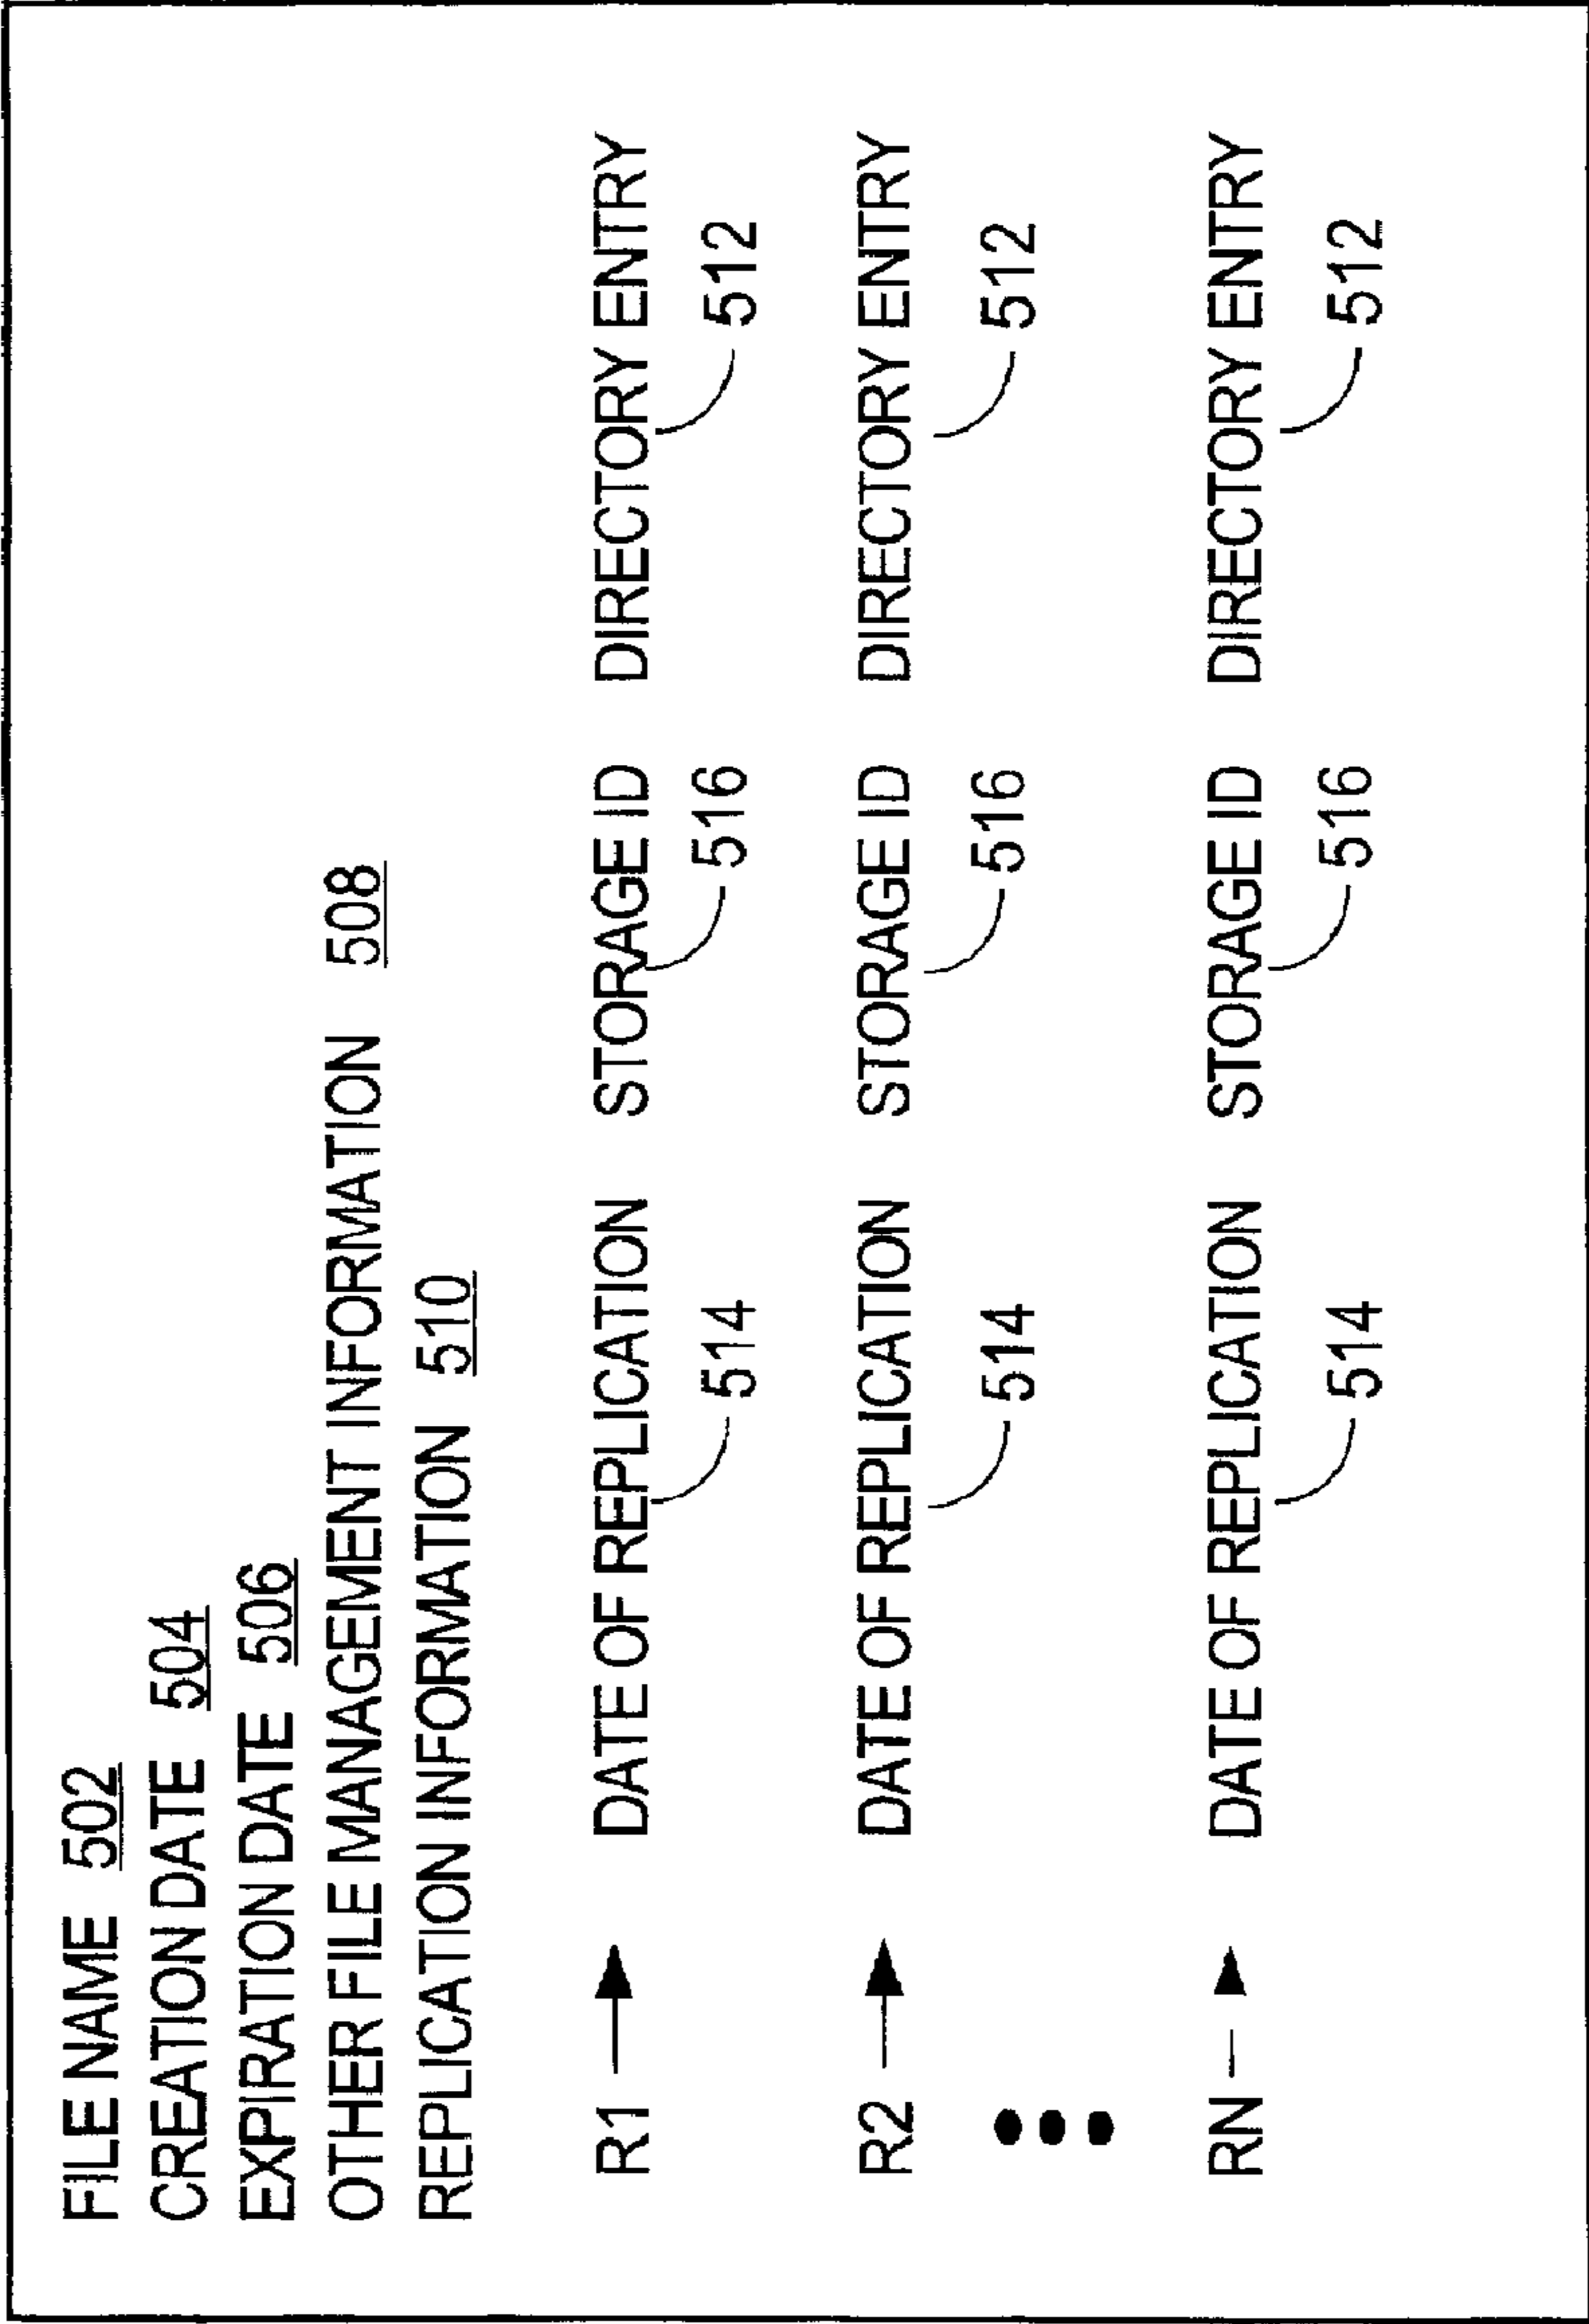 FILE NAME 502
CREATION DATE 504
EXPIRATION DATE 506
OTHER FILE MANAGEMENT INFORMATION 508
REPLICATION INFORMATION 510
R1 DATE OF REPLICATION STORAGE ID DIRECTORY ENTRY
514 516 512
R2 DATE OF REPLICATION STORAGE ID DIRECTORY ENTRY
514 516 512
RN DATE OF REPLICATION STORAGE ID DIRECTORY ENTRY
514 516 512